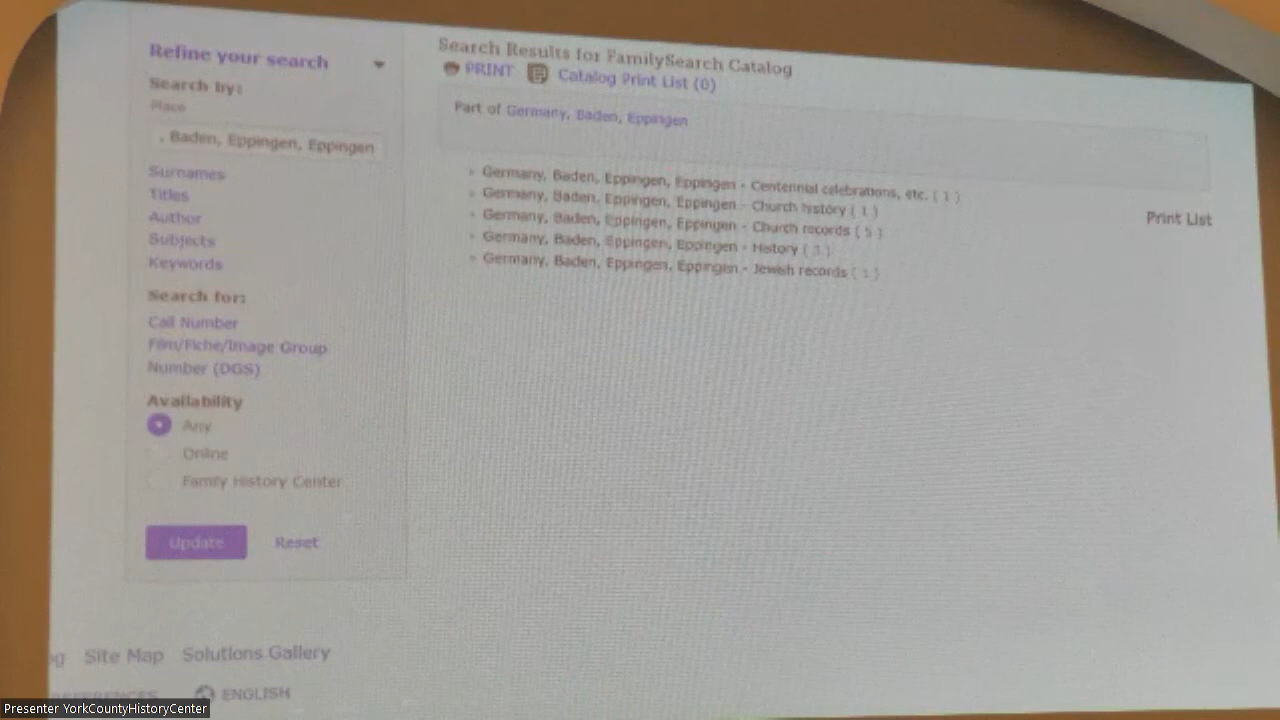 Refine your search
Search by:
Place
, Baden, Eppingen, Eppingen
Surnames
Titles
Author
Subjects
Keywords
Search for:
Call Number
Film/Fiche/Image Group
Number (DGS)
Availability
Any
Online
Family History Center
Update Reset
Search Results for FamilySearch Catalog
PRINT Catalog Print List (0)
Part of Germany, Baden, Eppingen
Germany, Baden, Eppingen, Eppingen - Centennial celebrations, etc. ( 1 )
Germany, Baden, Eppingen, Eppingen - Church history ( 1 )
Germany, Baden, Eppingen, Eppingen - Church records ( 5 )
Germany, Baden, Eppingen, Eppingen - History
Germany, Baden, Eppingen, Eppingen - Jewish records ( 1 )
Print List
Site Map Solutions Gallery
ENGLISH
Presenter YorkCountyHistoryCenter